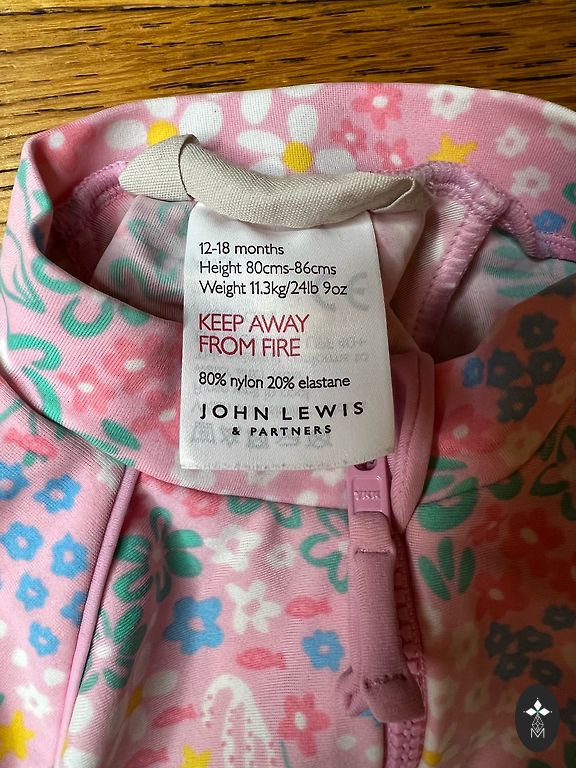 12-18 months
Height 80cms-86cms
Weight 11.3kg/24lb 9oz
KEEP AWAY
FROM FIRE
80% nylon 20% elastane
JOHN LEWIS
& PARTNERS
YKK